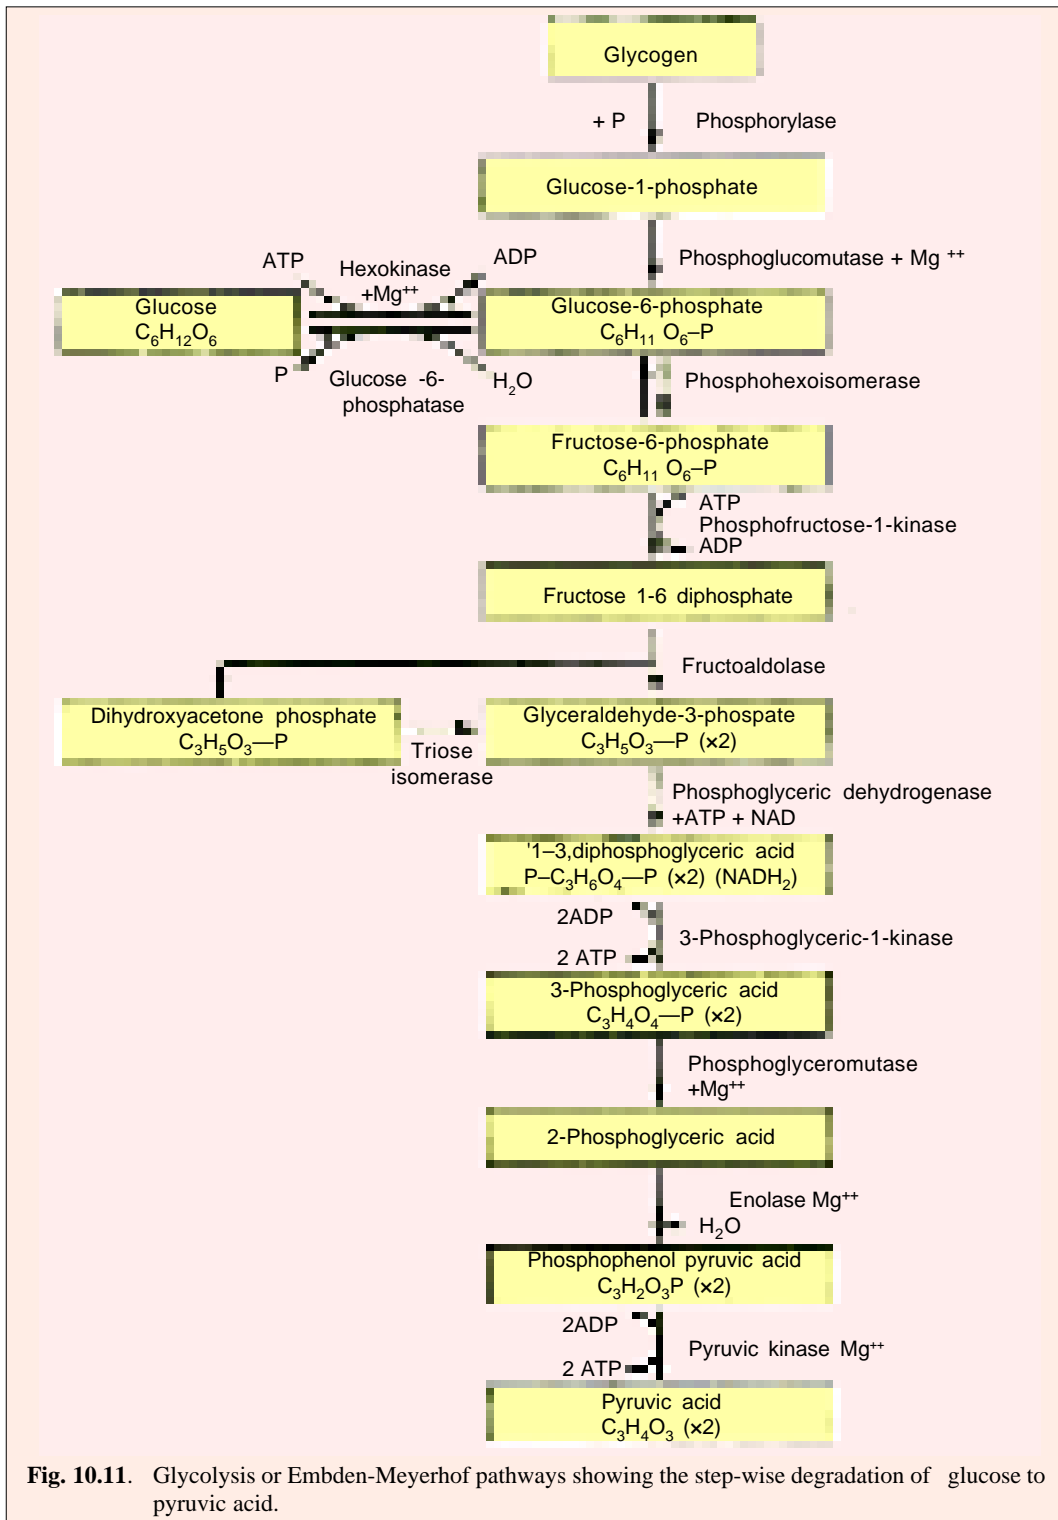 Glycogen
+ P Phosphorylase
Glucose-1-phosphate
Phosphoglucomutase + Mg ++
ATP Hexokinase ADP
+Mg++
Glucose
C6H12O6
Glucose-6-phosphate
C6H11 O6–P
P Glucose -6- H2O
phosphatase
Phosphohexoisomerase
Fructose-6-phosphate
C6H11 O6–P
ATP
Phosphofructose-1-kinase
ADP
Fructose 1-6 diphosphate
Fructoaldolase
Dihydroxyacetone phosphate
C3H5O3—P
Triose
isomerase
Glyceraldehyde-3-phospate
C3H5O3—P (×2)
Phosphoglyceric dehydrogenase
+ATP + NAD
'1–3,diphosphoglyceric acid
P–C3H6O4—P (×2) (NADH2)
2ADP
3-Phosphoglyceric-1-kinase
2 ATP
3-Phosphoglyceric acid
C3H4O4—P (×2)
Phosphoglyceromutase
+Mg++
2-Phosphoglyceric acid
Enolase Mg++
H2O
Phosphophenol pyruvic acid
C3H2O3P (×2)
2ADP
Pyruvic kinase Mg++
2 ATP
Pyruvic acid
C3H4O3 (×2)
Fig. 10.11. Glycolysis or Embden-Meyerhof pathways showing the step-wise degradation of glucose to
pyruvic acid.